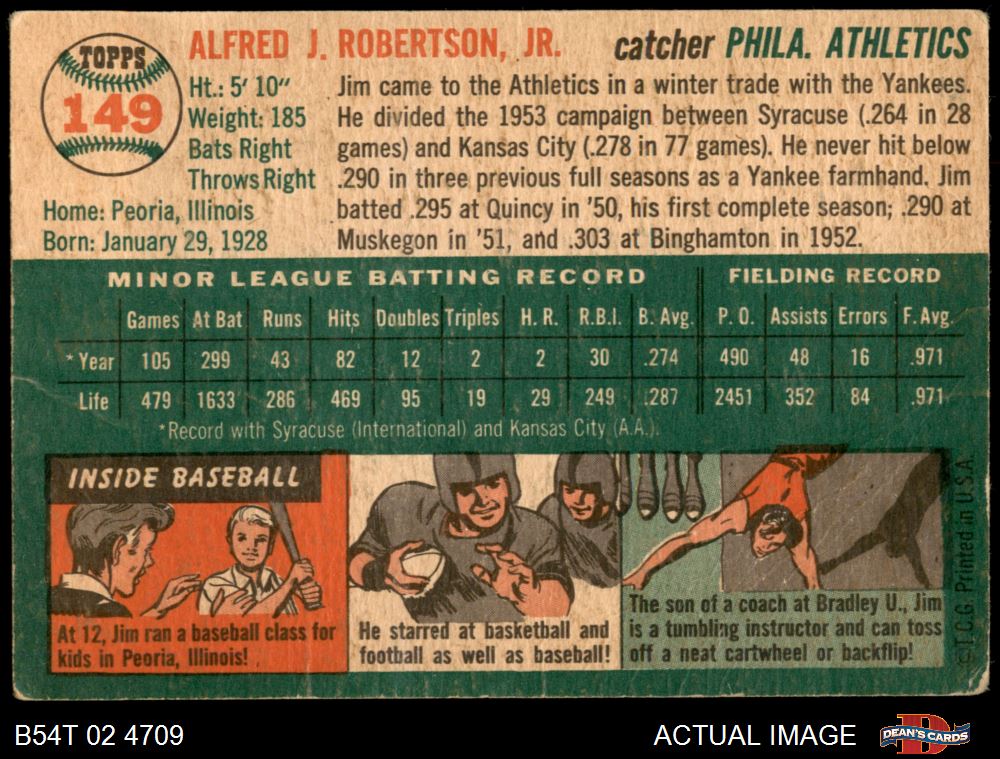 TOPPS
149
ALFRED J. ROBERTSON, JR. catcher PHILA. ATHLETICS
Ht.: 5' 10"
Weight: 185
Bats Right
Throws Right
Home: Peoria, Illinois
Born: January 29, 1928
Jim came to the Athletics in a winter trade with the Yankees.
He divided the 1953 campaign between Syracuse (.264 in 28
games) and Kansas City (.278 in 77 games). He never hit below
.290 in three previous full seasons as a Yankee farmhand. Jim
batted .295 at Quincy in '50, his first complete season; .290 at
Muskegon in '51, and .303 at Binghamton in 1952.
MINOR LEAGUE BATTING RECORD FIELDING RECORD
Games At Bat Runs Hits Doubles Triples H. R. R.B.I. B. Avg. P. O. Assists Errors F. Avg.
* Year 105 299 43 82 12 2 2 30 .274 490 48 16 .971
Life 479 1633 286 469 95 19 29 249 .287 2451 352 84 .971
*Record with Syracuse (International) and Kansas City (A.A.).
INSIDE BASEBALL
At 12, Jim ran a baseball class for
kids in Peoria, Illinois!
He starred at basketball and
football as well as baseball!
The son of a coach at Bradley U., Jim
is a tumbling instructor and can toss
off a neat cartwheel or backflip!
©T.C.G. Printed in U.S.A.
B54T 02 4709 ACTUAL IMAGE
DEAN'S CARDS